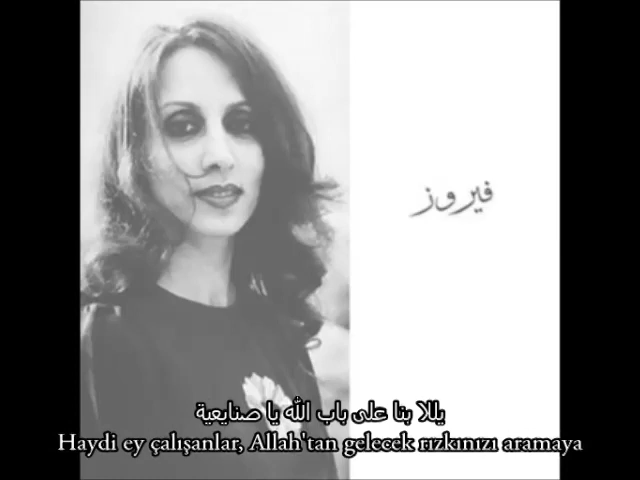 فيروز
يللا بنا على باب الله يا صنايعية
Haydi ey çalışanlar, Allah'tan gelecek rızkınızı aramaya